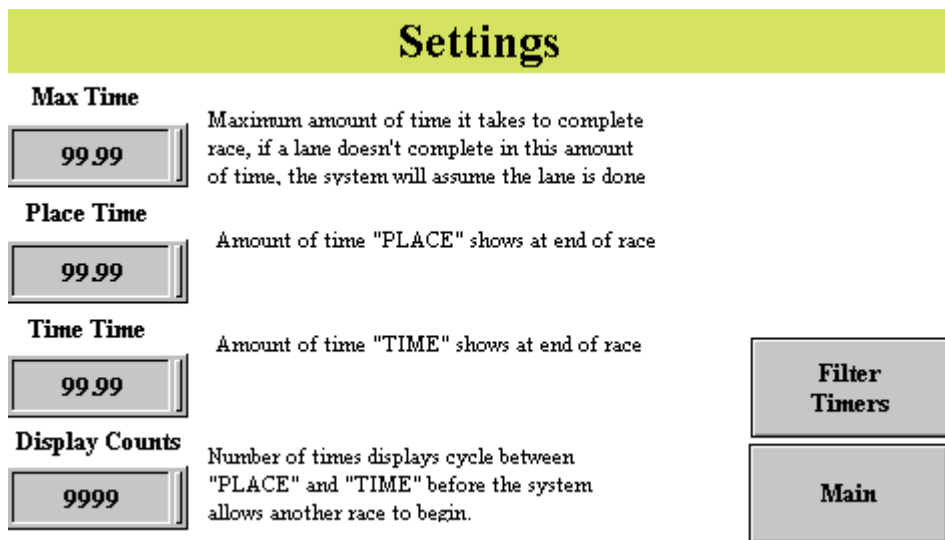 Settings
Max Time
99.99
Maximum amount of time it takes to complete
race, if a lane doesn't complete in this amount
of time, the system will assume the lane is done
Place Time
99.99
Amount of time "PLACE" shows at end of race
Time Time
99.99
Amount of time "TIME" shows at end of race
Display Counts
9999
Number of times displays cycle between
"PLACE" and "TIME" before the system
allows another race to begin.
Filter
Timers
Main